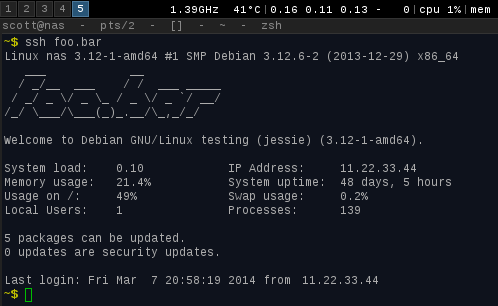 1 2 3 4 5 1.39GHz 41°C|0.16 0.11 0.13 - 0|cpu 1%|mem
scott@nas - pts/2 - [] - ~ - zsh
~$ ssh foo.bar
Linux nas 3.12-1-amd64 #1 SMP Debian 3.12.6-2 (2013-12-29) x86_64
foo.bar
Welcome to Debian GNU/Linux testing (jessie) (3.12-1-amd64).
System load: 0.10 IP Address: 11.22.33.44
Memory usage: 21.4% System uptime: 48 days, 5 hours
Usage on /: 49% Swap usage: 0.2%
Local Users: 1 Processes: 139
5 packages can be updated.
0 updates are security updates.
Last login: Fri Mar 7 20:58:19 2014 from 11.22.33.44
~$